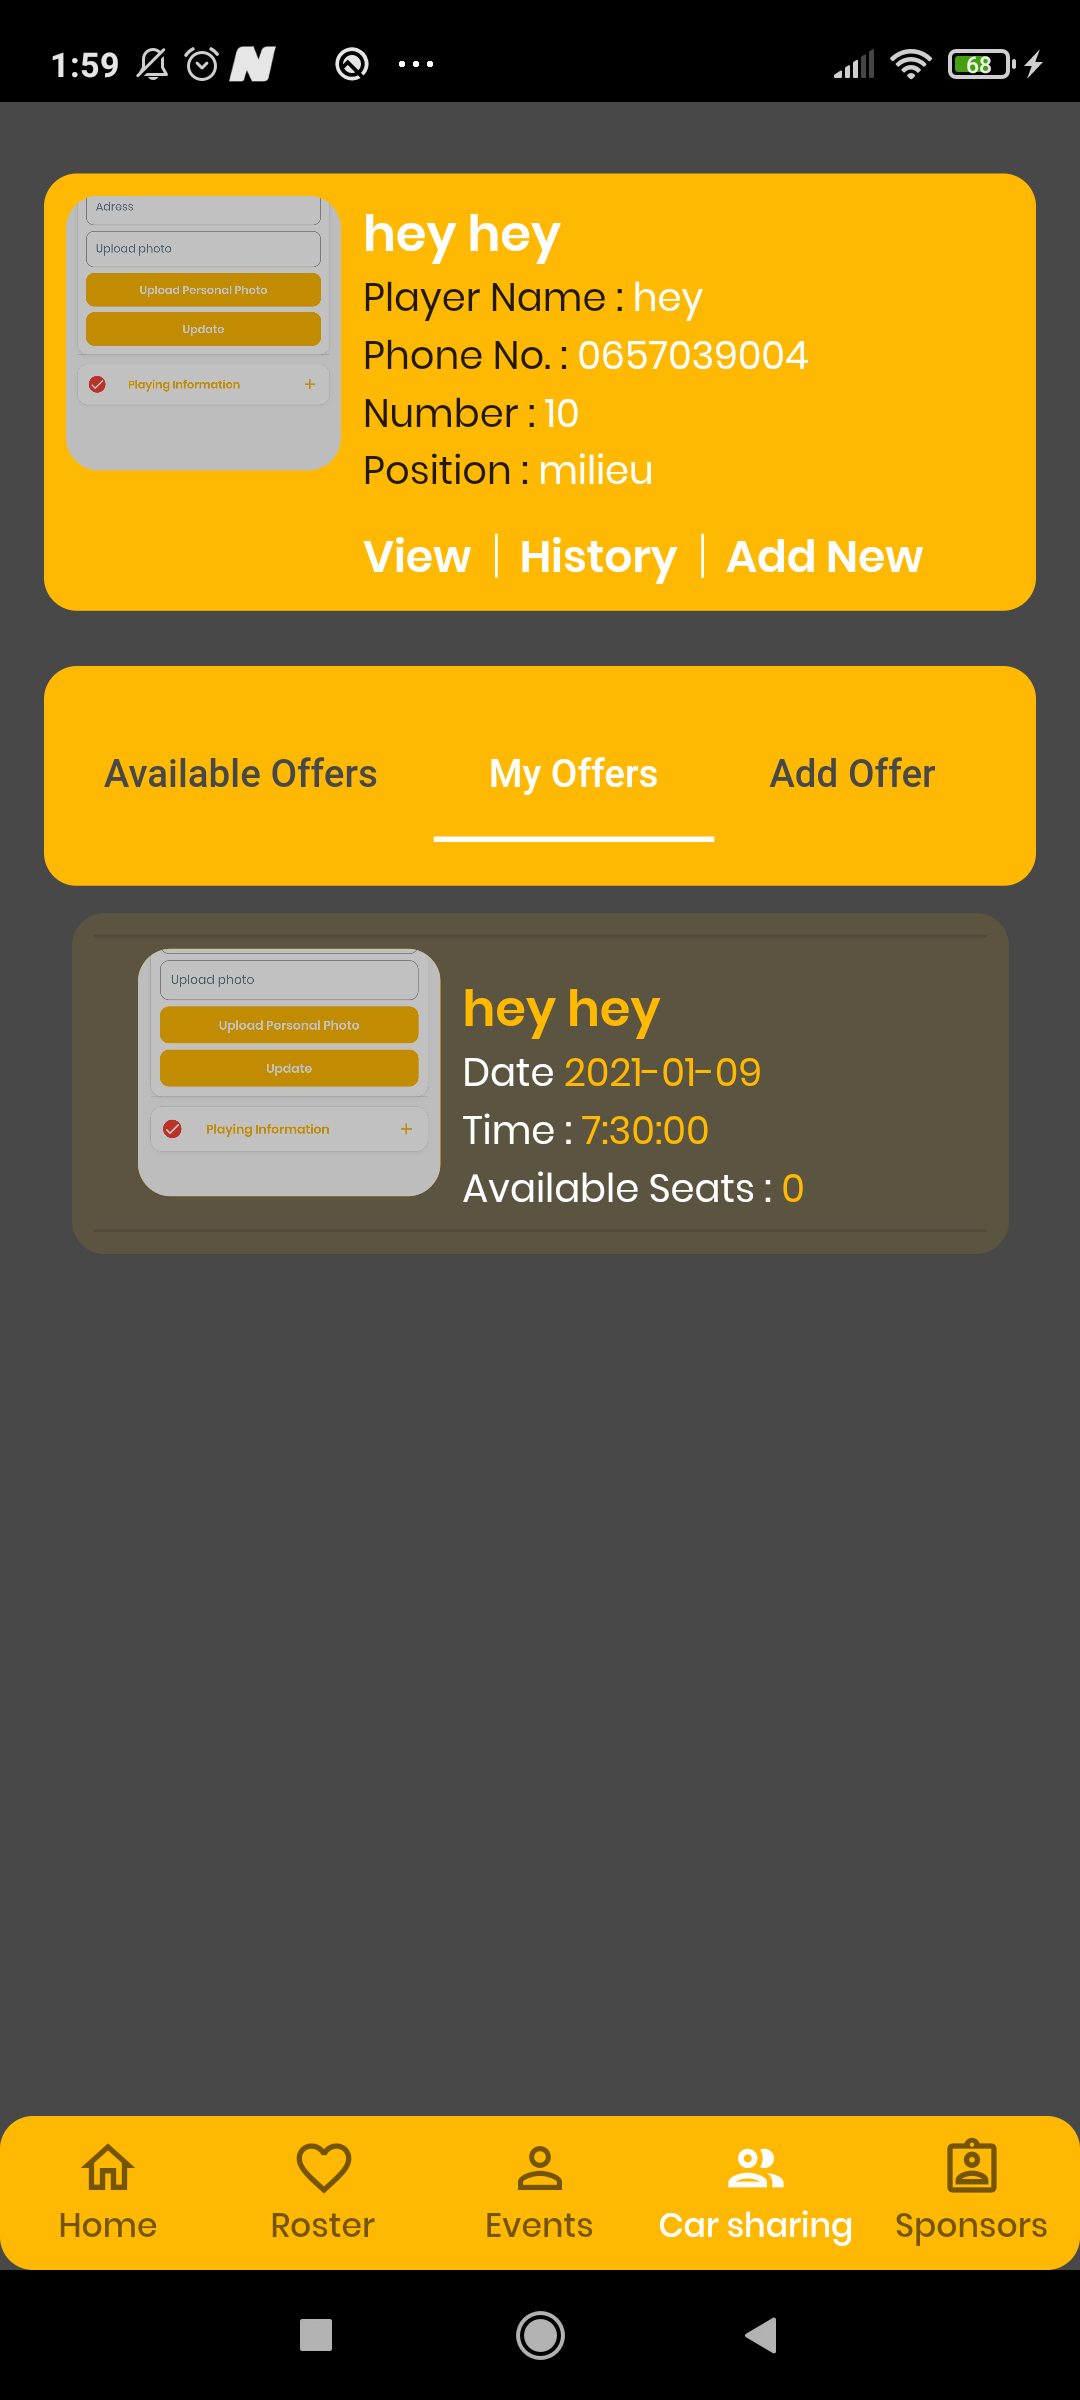 1:59
68
Adress
Upload photo
Upload Personal Photo
Update
Playing Information +
hey hey
Player Name : hey
Phone No. : 0657039004
Number : 10
Position : milieu
View | History | Add New
Available Offers My Offers Add Offer
Upload photo
Upload Personal Photo
Update
Playing Information +
hey hey
Date 2021-01-09
Time : 7:30:00
Available Seats : 0
Home Roster Events Car sharing Sponsors